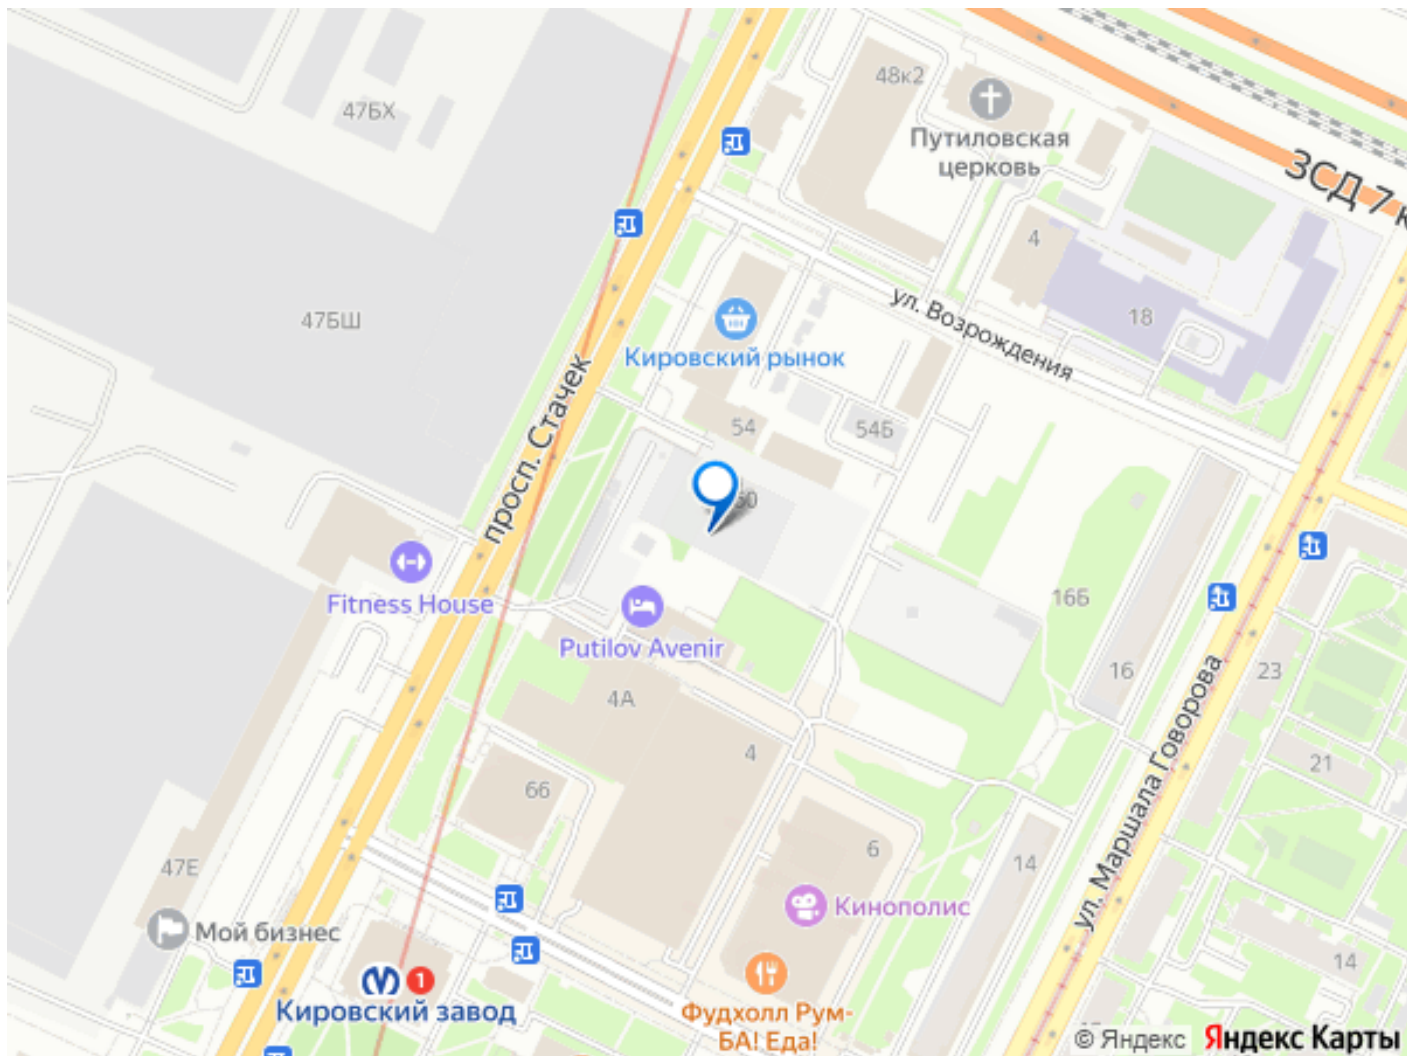 48к2
47БХ
Путиловская
церковь
ЗСД 7 к
4
47БШ
18
ул. Возрождения
Кировский рынок
просп. Стачек
54
54Б
60
Fitness House
16Б
Putilov Avenir
16
23
4А
ул. Маршала Говорова
4
21
66
6
14
47Е
Кинополис
Мой бизнес
14
1
Кировский завод
Фудхолл Рум-
БА! Еда!
© Яндекс Яндекс Карты